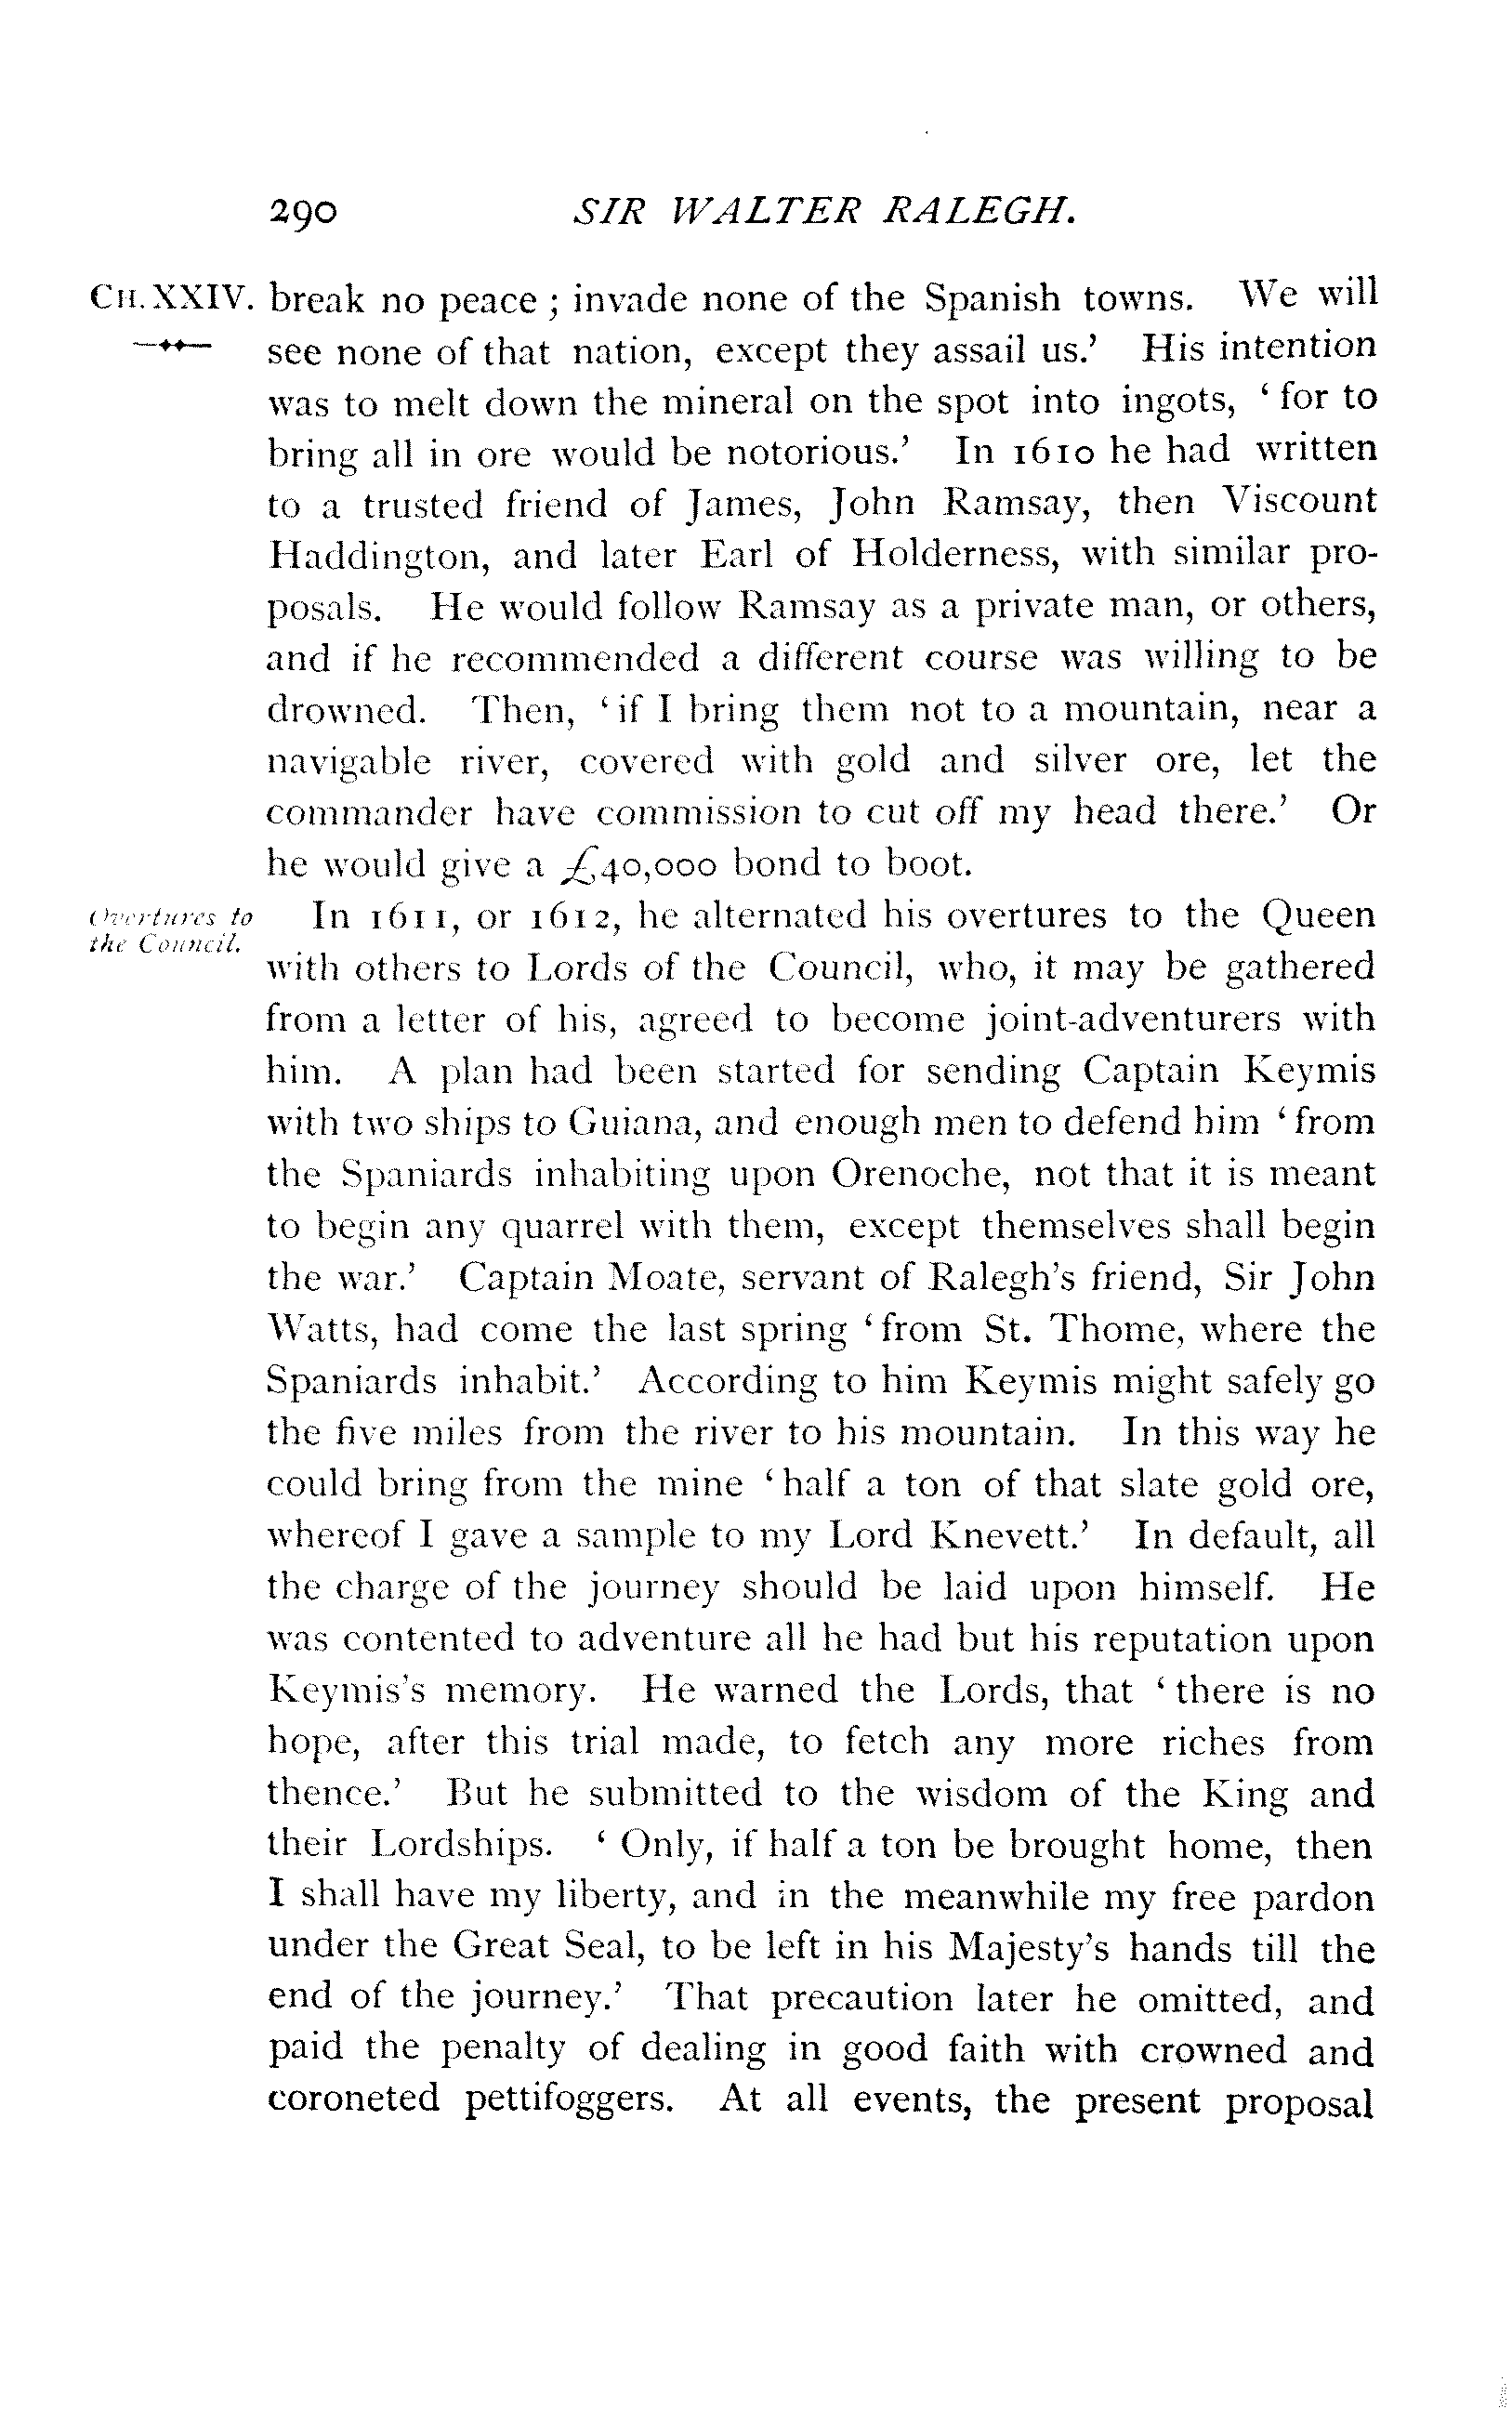 290 SIR WALTER RALEGH.
CH. XXIV. break no peace ; invade none of the Spanish towns. We will
see none of that nation, except they assail us.’ His intention
was to melt down the mineral on the spot into ingots, ‘ for to
bring all in ore would be notorious.’ In 1610 he had written
to a trusted friend of James, John Ramsay, then Viscount
Haddington, and later Earl of Holderness, with similar pro-
posals. He would follow Ramsay as a private man, or others,
and if he recommended a different course was willing to be
drowned. Then, ‘ if I bring them not to a mountain, near a
navigable river, covered with gold and silver ore, let the
commander have commission to cut off my head there.’ Or
he would give a £40,000 bond to boot.
Overtures to
the Council.
In 1611, or 1612, he alternated his overtures to the Queen
with others to Lords of the Council, who, it may be gathered
from a letter of his, agreed to become joint-adventurers with
him. A plan had been started for sending Captain Keymis
with two ships to Guiana, and enough men to defend him ‘ from
the Spaniards inhabiting upon Orenoche, not that it is meant
to begin any quarrel with them, except themselves shall begin
the war.’ Captain Moate, servant of Ralegh’s friend, Sir John
Watts, had come the last spring ‘ from St. Thome, where the
Spaniards inhabit.’ According to him Keymis might safely go
the five miles from the river to his mountain. In this way he
could bring from the mine ‘ half a ton of that slate gold ore,
whereof I gave a sample to my Lord Knevett.’ In default, all
the charge of the journey should be laid upon himself. He
was contented to adventure all he had but his reputation upon
Keymis’s memory. He warned the Lords, that ‘ there is no
hope, after this trial made, to fetch any more riches from
thence.’ But he submitted to the wisdom of the King and
their Lordships. ‘ Only, if half a ton be brought home, then
I shall have my liberty, and in the meanwhile my free pardon
under the Great Seal, to be left in his Majesty’s hands till the
end of the journey.’ That precaution later he omitted, and
paid the penalty of dealing in good faith with crowned and
coroneted pettifoggers. At all events, the present proposal